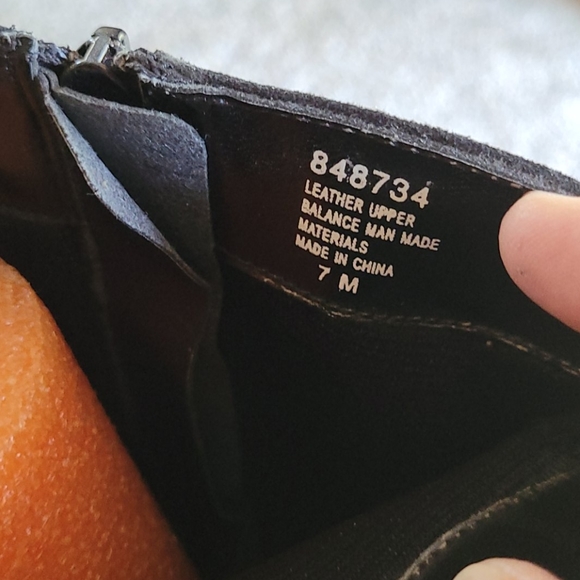 848734
LEATHER UPPER
BALANCE MAN MADE
MATERIALS
MADE IN CHINA
7 M